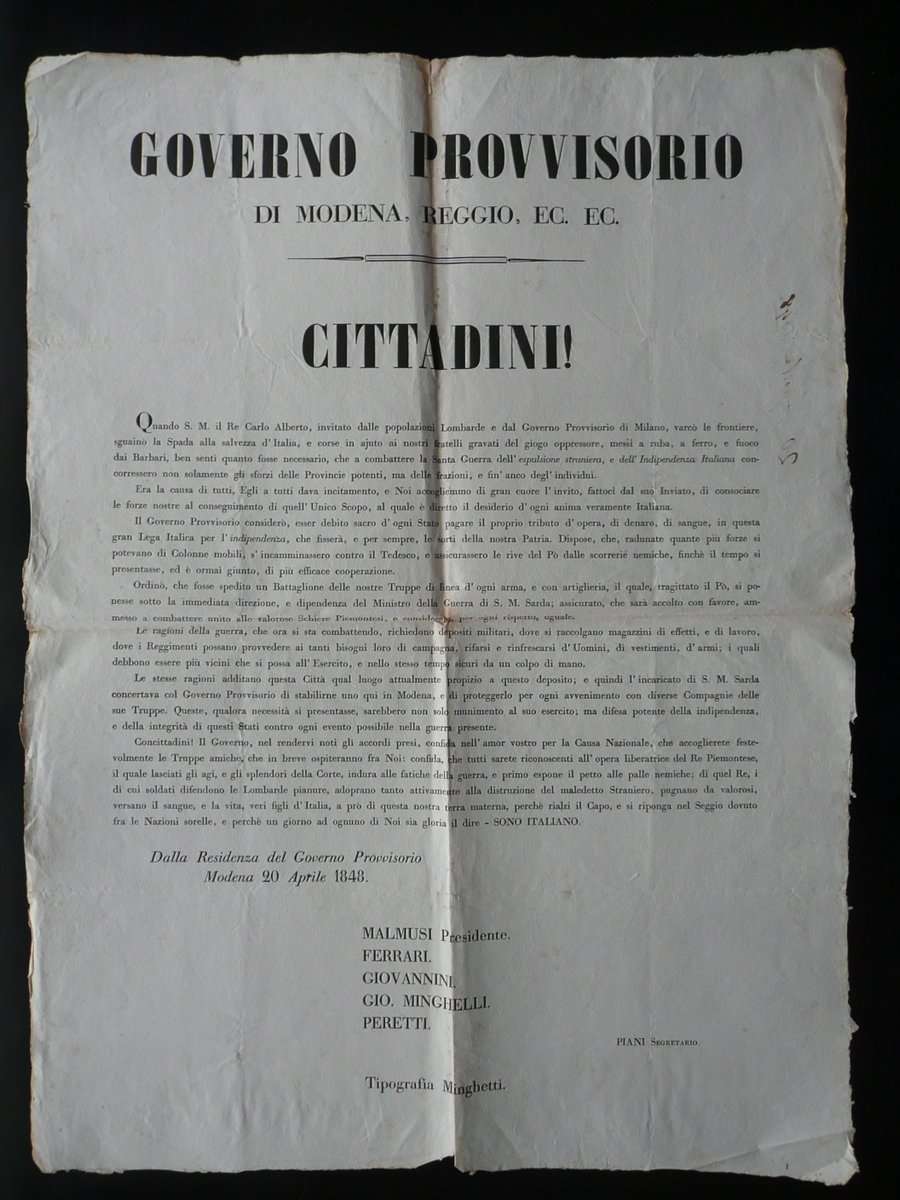 GOVERNO PROVVISORIO
DI MODENA, REGGIO, EC. EC.
CITTADINI!
Quando S. M. il Re Carlo Alberto, invitato dalle popolazioni Lombarde e dal Governo Provvisorio di Milano, varcò le frontiere,
sguainò la Spada alla salvezza d'Italia, e corse in ajuto ai nostri fratelli gravati del giogo oppressore, messi a ruba, a ferro, e fuoco
dai Barbari, ben sentì quanto fosse necessario, che a combattere la Santa Guerra dell'espulsione straniera, e dell'Indipendenza Italiana con-
corressero non solamente gli sforzi delle Provincie potenti, ma delle frazioni, e fin'anco degl'individui.
Era la causa di tutti, Egli a tutti dava incitamento, e Noi accogliemmo di gran cuore l'invito, fattoci dal suo Inviato, di consociare
le forze nostre al conseguimento di quell'Unico Scopo, al quale è diretto il desiderio d'ogni anima veramente Italiana.
Il Governo Provvisorio considerò, esser debito sacro d'ogni Stato pagare il proprio tributo d'opera, di denaro, di sangue, in questa
gran Lega Italica per l'indipendenza, che fisserà, e per sempre, le sorti della nostra Patria. Dispose, che, radunate quante più forze si
potevano di Colonne mobili, s'incamminassero contro il Tedesco, e assicurassero le rive del Pò dalle scorrerié nemiche, finchè il tempo si
presentasse, ed è ormai giunto, di più efficace cooperazione.
Ordinò, che fosse spedito un Battaglione delle nostre Truppe di linea d'ogni arma, e con artiglieria, il quale, tragittato il Pò, si po-
nesse sotto la immediata direzione, e dipendenza del Ministro della Guerra di S. M. Sarda; assicurato, che sarà accolto con favore, am-
messo a combattere unito alle valorose Schiere Piemontesi, e considerato per ogni rispetto, uguale.
Le ragioni della guerra, che ora si sta combattendo, richiedono depositi militari, dove si raccolgano magazzini di effetti, e di lavoro,
dove i Reggimenti possano provvedere ai tanti bisogni loro di campagna, rifarsi e rinfrescarsi d'Uomini, di vestimenti, d'armi; i quali
debbono essere più vicini che si possa all'Esercito, e nello stesso tempo sicuri da un colpo di mano.
Le stesse ragioni additano questa Città qual luogo attualmente propizio a questo deposito; e quindi l'incaricato di S. M. Sarda
concertava col Governo Provvisorio di stabilirne uno qui in Modena, e di proteggerlo per ogni avvenimento con diverse Compagnie delle
sue Truppe. Queste, qualora necessità si presentasse, sarebbero non solo munimento al suo esercito; ma difesa potente della indipendenza,
e della integrità di questi Stati contro ogni evento possibile nella guerra presente.
Concittadini! Il Governo, nel rendervi noti gli accordi presi, confida nell'amor vostro per la Causa Nazionale, che accoglierete feste-
volmente le Truppe amiche, che in breve ospiteranno fra Noi: confida, che tutti sarete riconoscenti all'opera liberatrice del Re Piemontese,
il quale lasciati gli agi, e gli splendori della Corte, indura alle fatiche della guerra, e primo espone il petto alle palle nemiche; di quel Re, i
di cui soldati difendono le Lombarde pianure, adoprano tanto attivamente alla distruzione del maledetto Straniero, pugnano da valorosi,
versano il sangue, e la vita, veri figli d'Italia, a prò di questa nostra terra materna, perchè rialzi il Capo, e si riponga nel Seggio dovuto
fra le Nazioni sorelle, e perchè un giorno ad ognuno di Noi sia gloria il dire - SONO ITALIANO.
Dalla Residenza del Governo Provvisorio
Modena 20 Aprile 1848.
MALMUSI Presidente.
FERRARI.
GIOVANNINI.
GIO. MINGHELLI.
PERETTI.
PIANI Segretario.
Tipografia Minghetti.